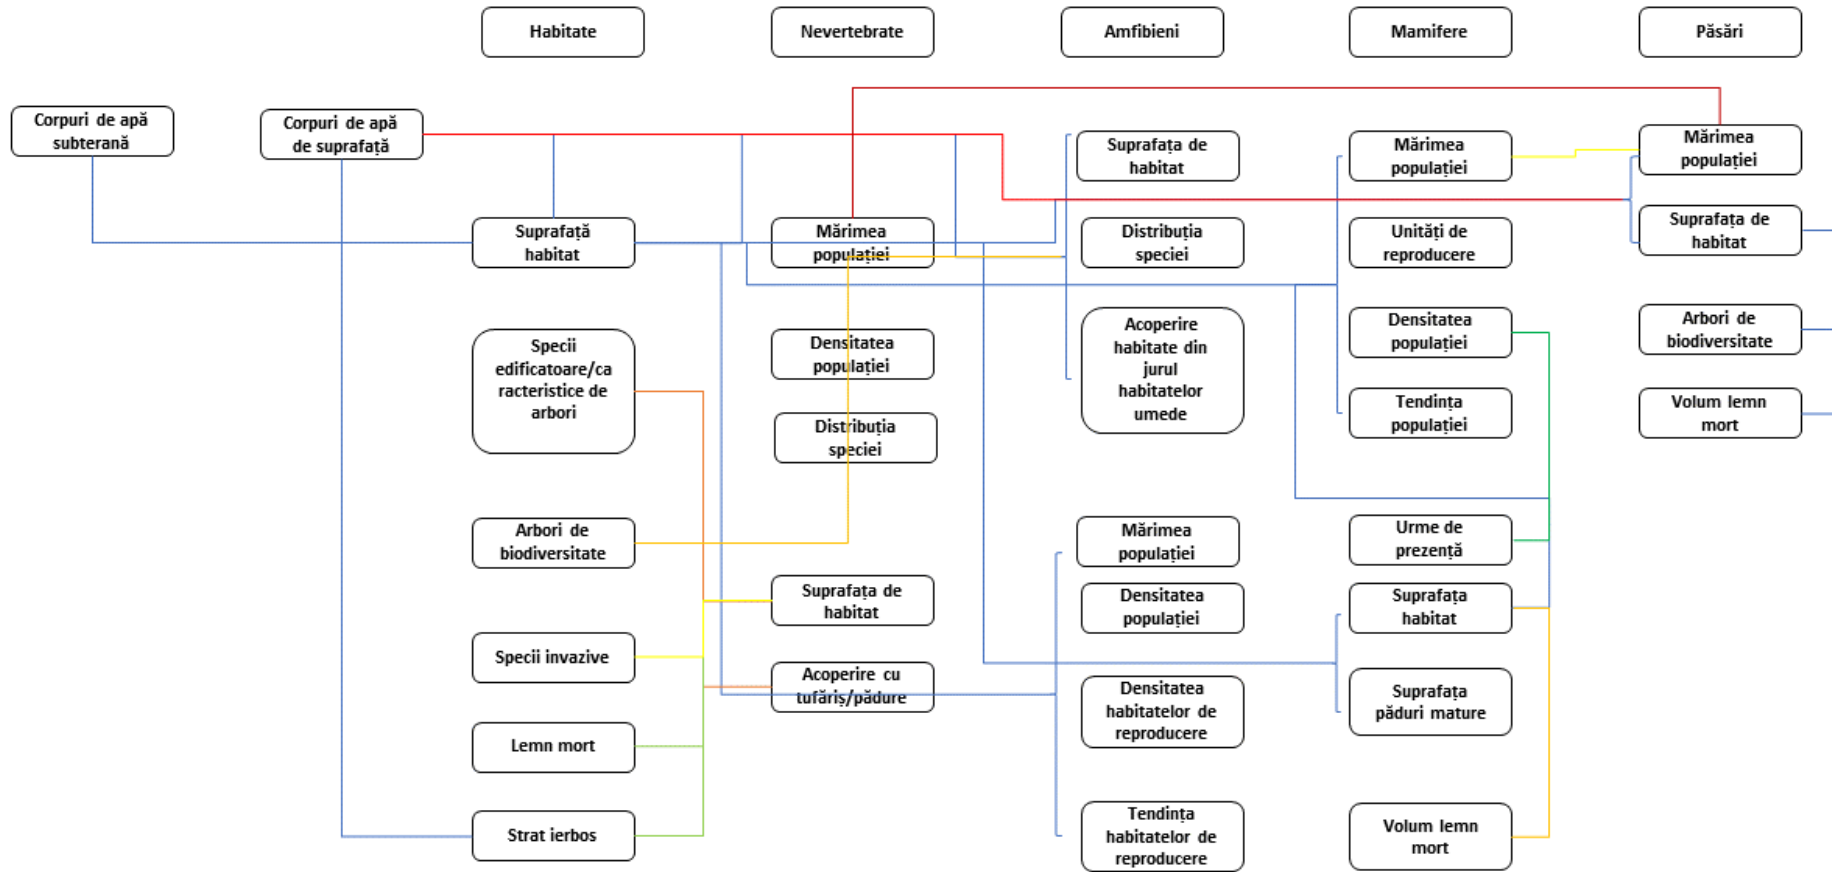 Habitate
Nevertebrate
Amfibieni
Mamifere
Păsări
Corpuri de apă
subterană
Corpuri de apă
de suprafață
Suprafață
habitat
Specii
edificatoare/ca
racteristice de
arbori
Arbori de
biodiversitate
Specii invazive
Lemn mort
Strat ierbos
Mărimea
populației
Densitatea
populației
Distribuția
speciei
Suprafața de
habitat
Acoperire cu
tufăriș/pădure
Suprafața de
habitat
Distribuția
speciei
Acoperire
habitate din
jurul
habitatelor
umede
Mărimea
populației
Densitatea
populației
Densitatea
habitatelor de
reproducere
Tendința
habitatelor de
reproducere
Mărimea
populației
Unități de
reproducere
Densitatea
populației
Tendința
populației
Urme de
prezență
Suprafața
habitat
Suprafața
păduri mature
Volum lemn
mort
Mărimea
populației
Suprafața de
habitat
Arbori de
biodiversitate
Volum lemn
mort